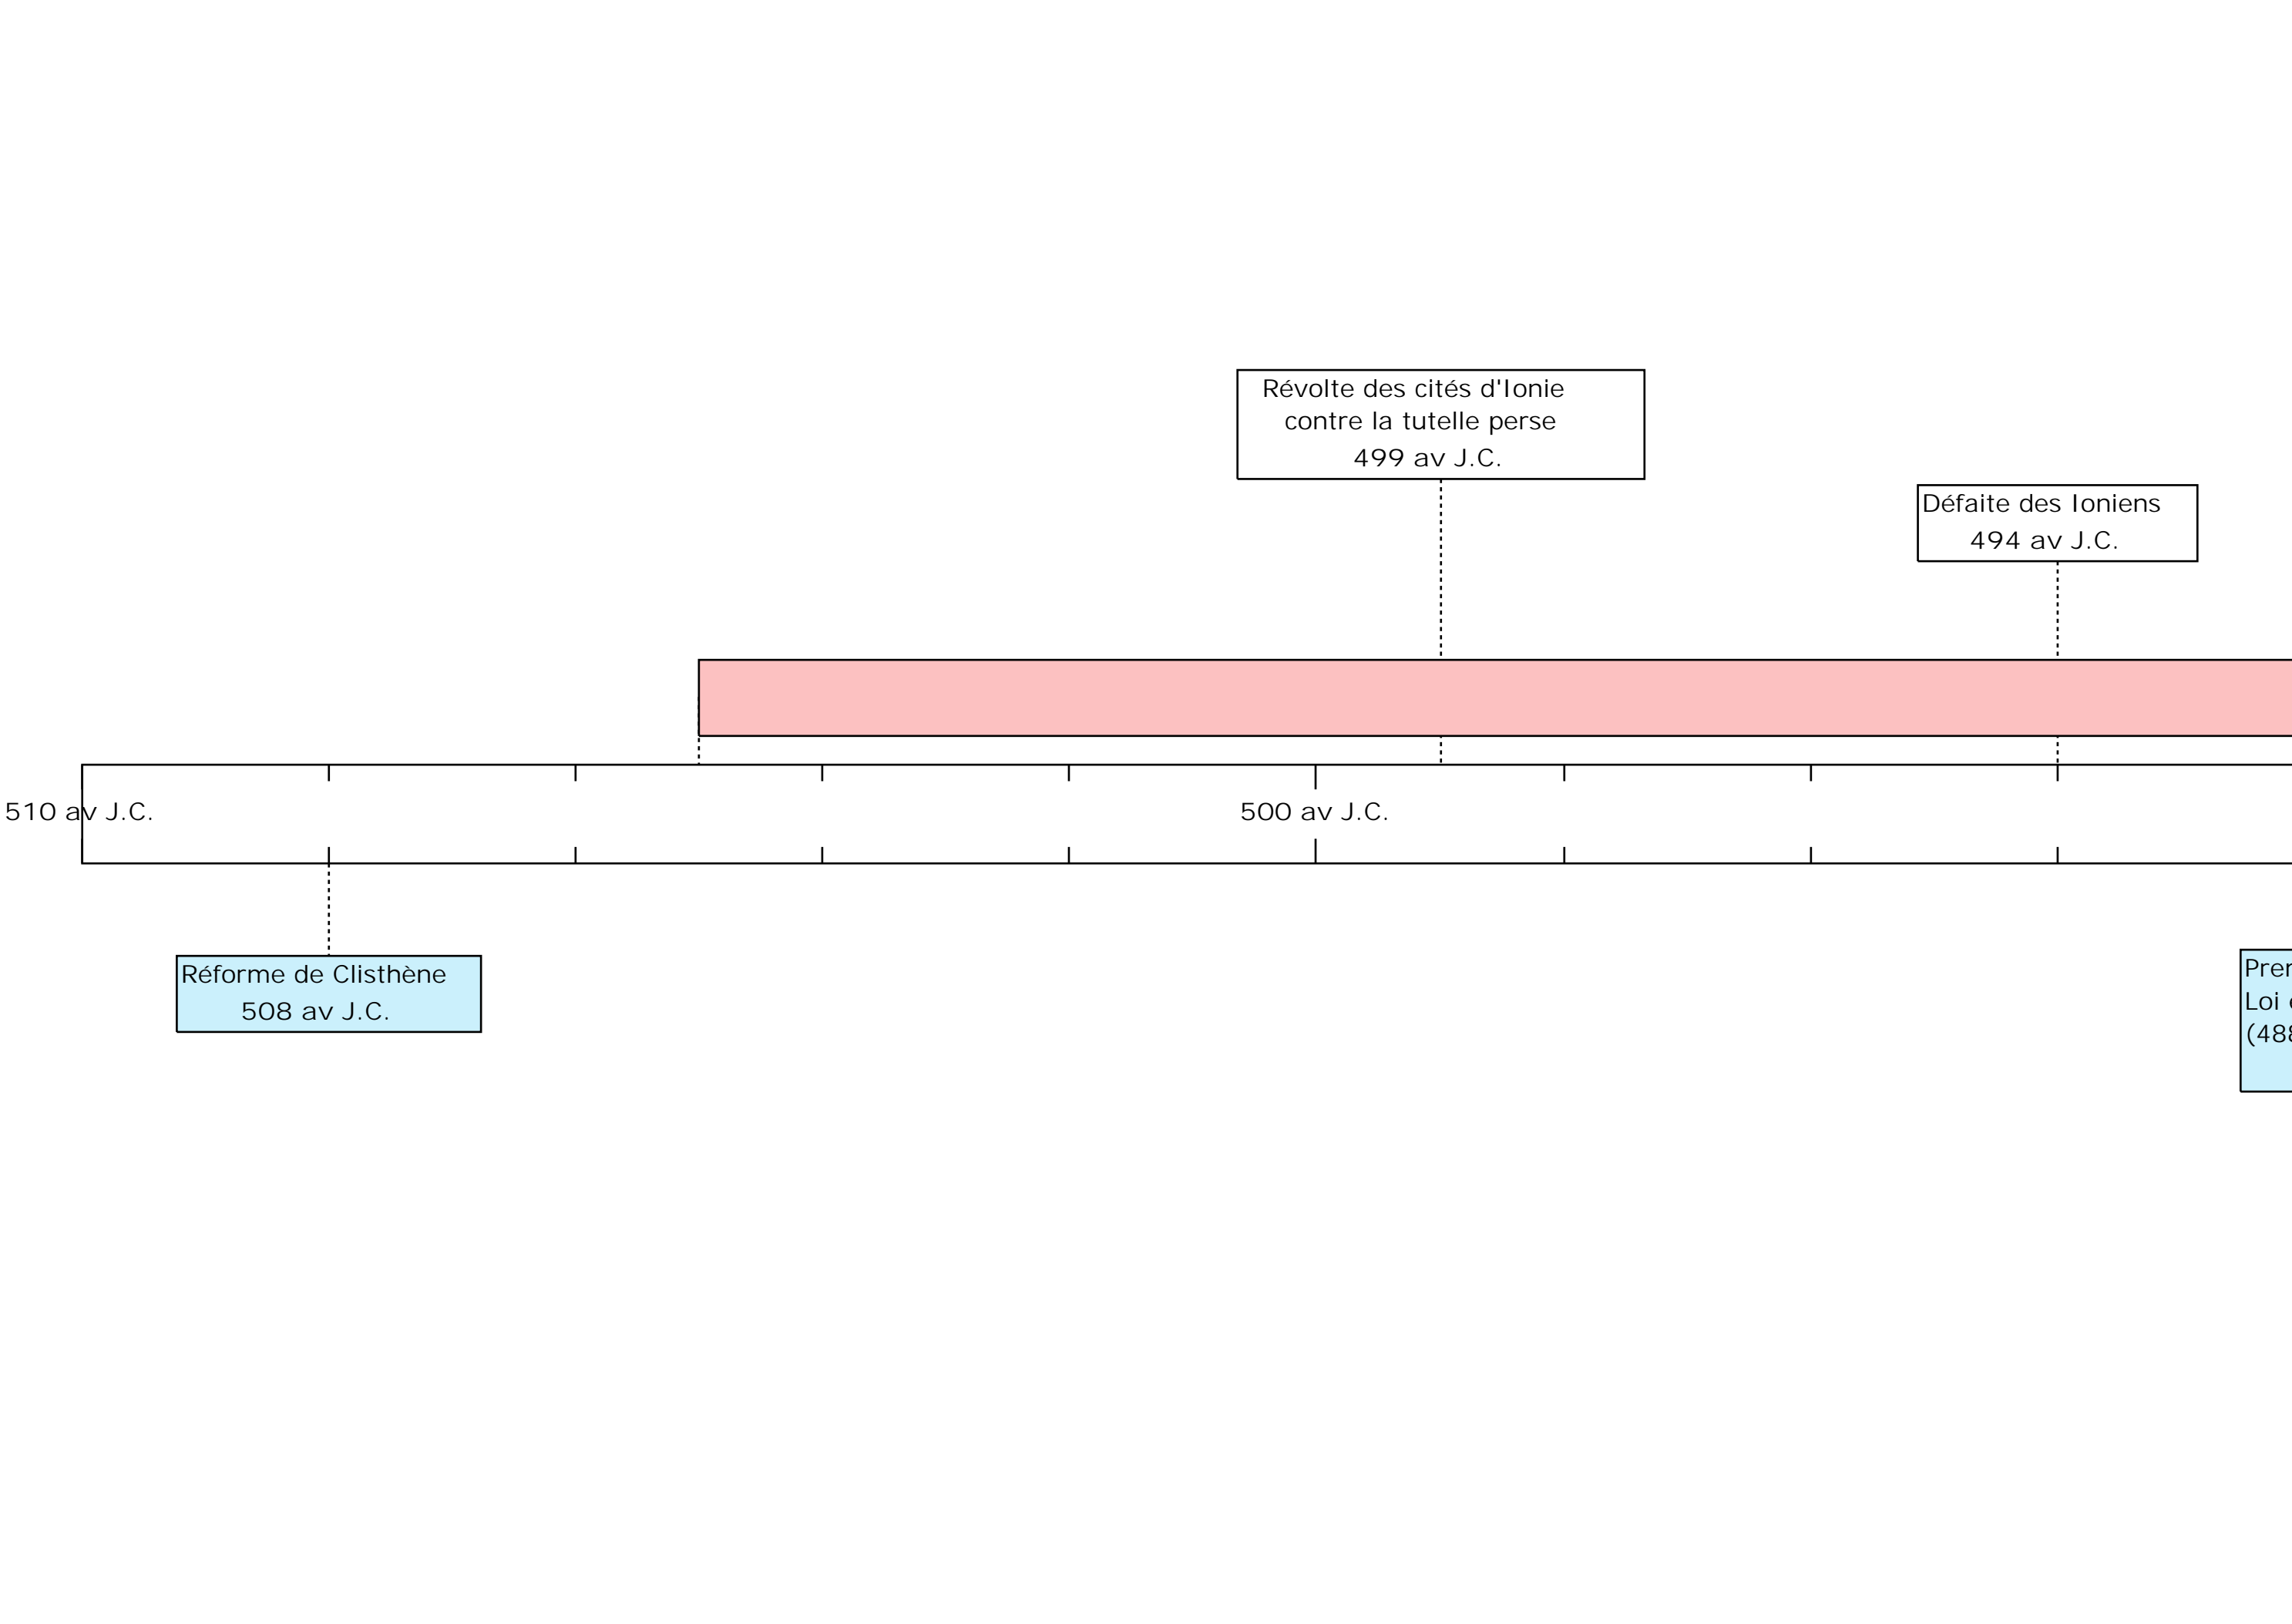 Révolte des cités d'Ionie
contre la tutelle perse
499 av J.C.
Défaite des Ioniens
494 av J.C.
510 av J.C.
500 av J.C.
Réforme de Clisthène
508 av J.C.
Loi